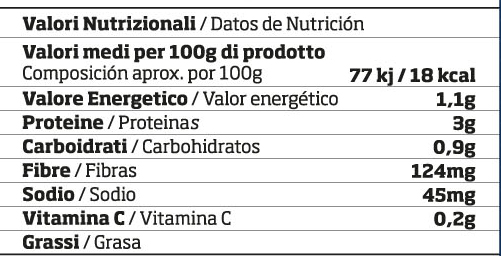 Valori Nutrizionali / Datos de Nutrición
Valori medi per 100g di prodotto
Composición aprox. por 100g 77 kj / 18 kcal
Valore Energetico / Valor energético 1,1g
Proteine / Proteinas 3g
Carboidrati / Carbohidratos 0,9g
Fibre / Fibras 124mg
Sodio / Sodio 45mg
Vitamina C / Vitamina C 0,2g
Grassi / Grasa